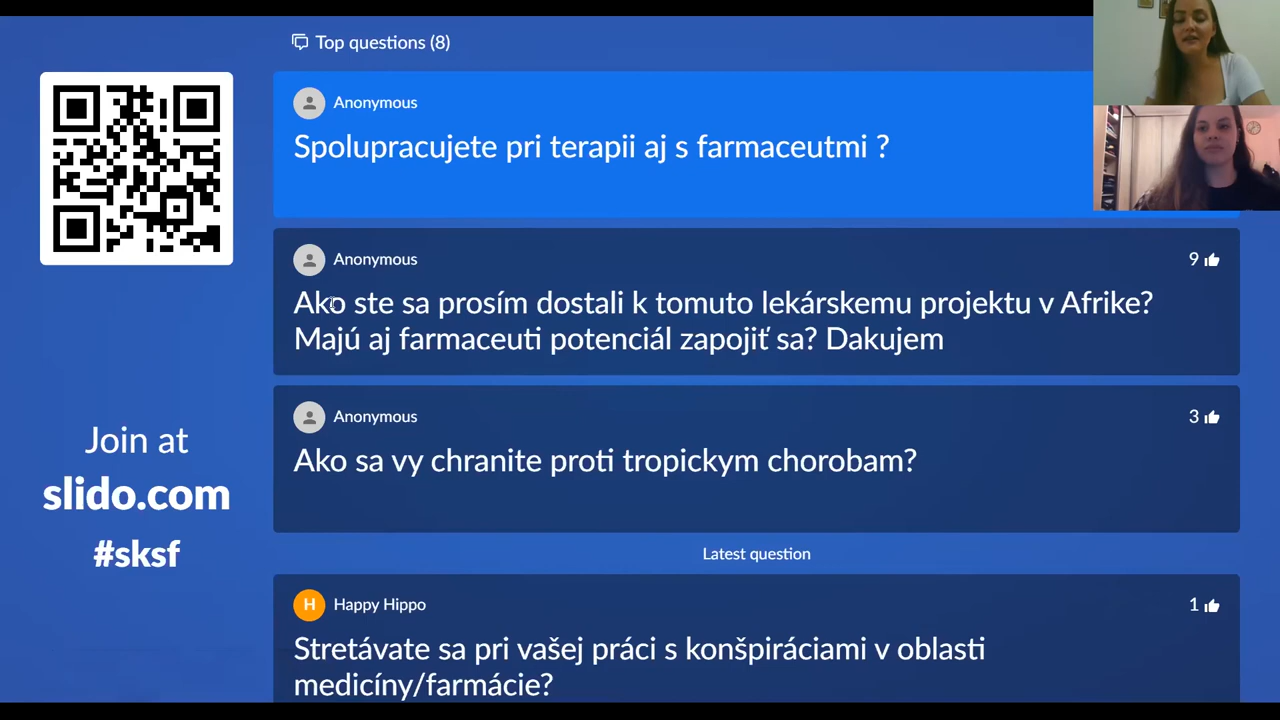 Top questions (8)
Anonymous
Spolupracujete pri terapii aj s farmaceutmi ?
Anonymous
9
Ako ste sa prosím dostali k tomuto lekárskemu projektu v Afrike?
Majú aj farmaceuti potenciál zapojiť sa? Dakujem
Anonymous
3
Ako sa vy chranite proti tropickym chorobam?
Latest question
H
Happy Hippo
1
Stretávate sa pri vašej práci s konšpiráciami v oblasti
medicíny/farmácie?
Join at
slido.com
#sksf